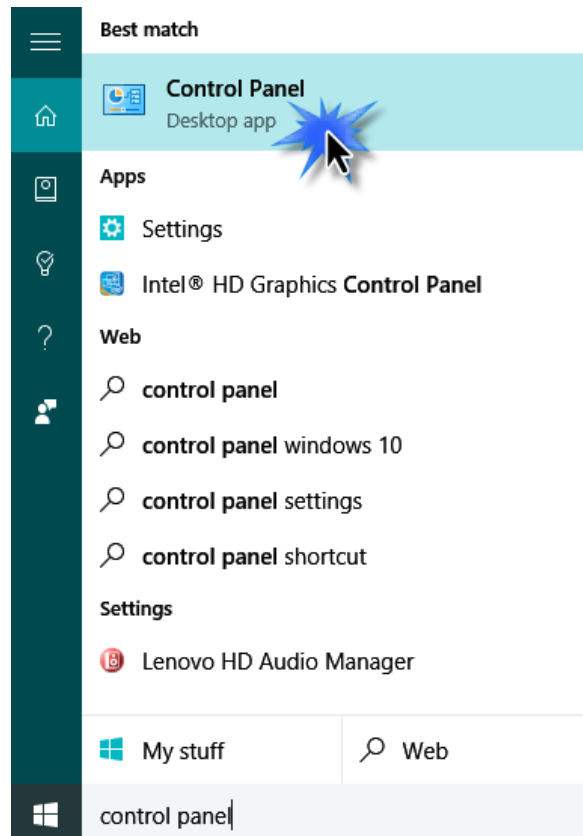 Best match
Control Panel
Desktop app
Apps
Settings
Intel® HD Graphics Control Panel
Web
control panel
control panel windows 10
control panel settings
control panel shortcut
Settings
Lenovo HD Audio Manager
My stuff
Web
control panel